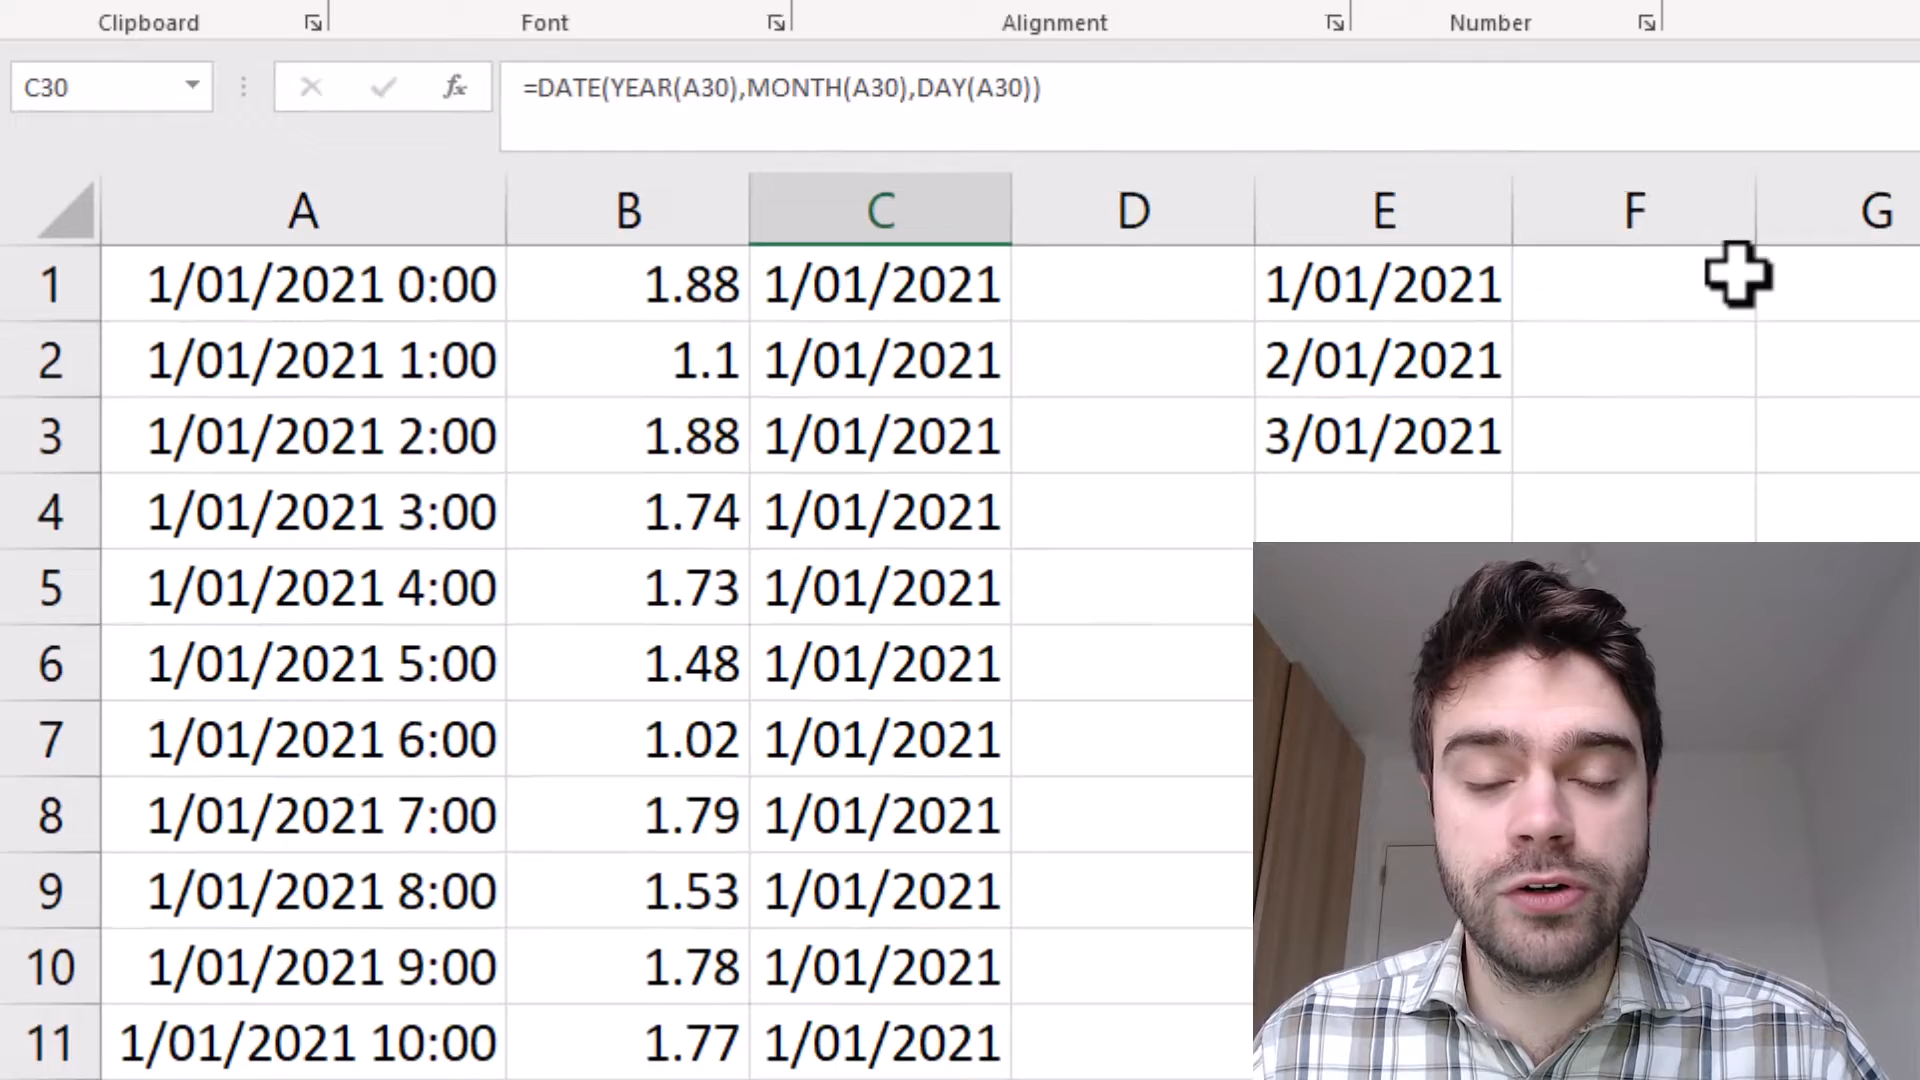 Clipboard Font Alignment Number
C30 fx =DATE(YEAR(A30),MONTH(A30),DAY(A30))
A B C D E F G
1 1/01/2021 0:00 1.88 1/01/2021 1/01/2021
2 1/01/2021 1:00 1.1 1/01/2021 2/01/2021
3 1/01/2021 2:00 1.88 1/01/2021 3/01/2021
4 1/01/2021 3:00 1.74 1/01/2021
5 1/01/2021 4:00 1.73 1/01/2021
6 1/01/2021 5:00 1.48 1/01/2021
7 1/01/2021 6:00 1.02 1/01/2021
8 1/01/2021 7:00 1.79 1/01/2021
9 1/01/2021 8:00 1.53 1/01/2021
10 1/01/2021 9:00 1.78 1/01/2021
11 1/01/2021 10:00 1.77 1/01/2021